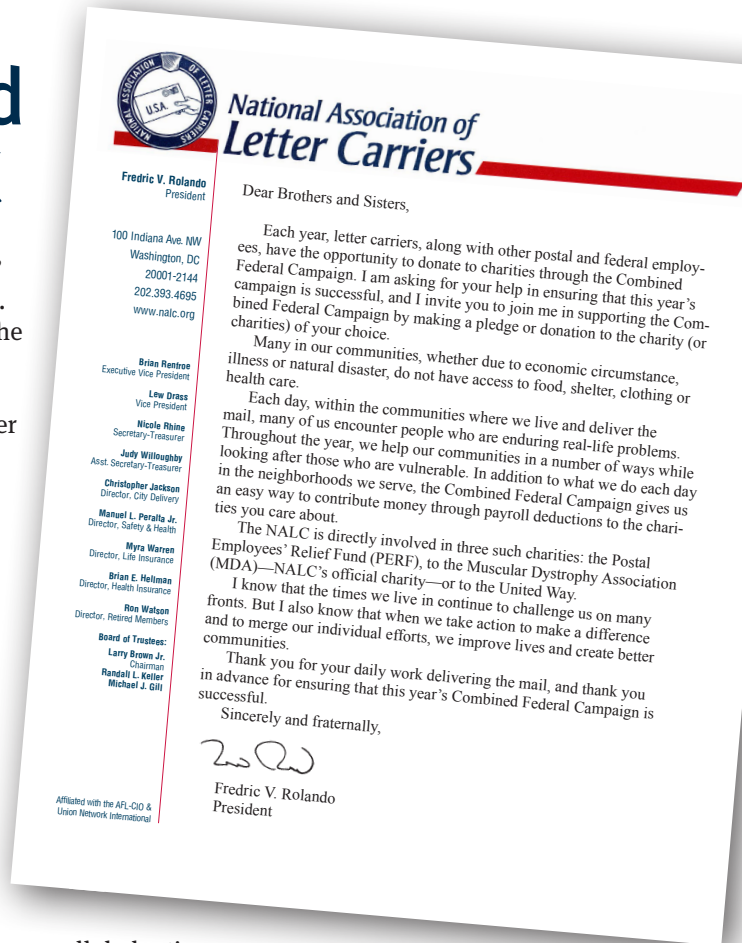 d
he
er
NATIONAL ASSOCIATION OF LETTER CARRIERS
U.S.A.
National Association of
Letter Carriers
Fredric V. Rolando
President
100 Indiana Ave. NW
Washington, DC
20001-2144
202.393.4695
www.nalc.org
Brian Renfroe
Executive Vice President
Lew Drass
Vice President
Nicole Rhine
Secretary-Treasurer
Judy Willoughby
Asst. Secretary-Treasurer
Christopher Jackson
Director, City Delivery
Manuel L. Peralta Jr.
Director, Safety & Health
Myra Warren
Director, Life Insurance
Brian E. Hellman
Director, Health Insurance
Ron Watson
Director, Retired Members
Board of Trustees:
Larry Brown Jr.
Chairman
Randall L. Keller
Michael J. Gill
Affiliated with the AFL-CIO &
Union Network International
Dear Brothers and Sisters,
Each year, letter carriers, along with other postal and federal employ-
ees, have the opportunity to donate to charities through the Combined
Federal Campaign. I am asking for your help in ensuring that this year's
campaign is successful, and I invite you to join me in supporting the Com-
bined Federal Campaign by making a pledge or donation to the charity (or
charities) of your choice.
Many in our communities, whether due to economic circumstance,
illness or natural disaster, do not have access to food, shelter, clothing or
health care.
Each day, within the communities where we live and deliver the
mail, many of us encounter people who are enduring real-life problems.
Throughout the year, we help our communities in a number of ways while
looking after those who are vulnerable. In addition to what we do each day
in the neighborhoods we serve, the Combined Federal Campaign gives us
an easy way to contribute money through payroll deductions to the chari-
ties you care about.
The NALC is directly involved in three such charities: the Postal
Employees' Relief Fund (PERF), to the Muscular Dystrophy Association
(MDA)—NALC's official charity—or to the United Way.
I know that the times we live in continue to challenge us on many
fronts. But I also know that when we take action to make a difference
and to merge our individual efforts, we improve lives and create better
communities.
Thank you for your daily work delivering the mail, and thank you
in advance for ensuring that this year's Combined Federal Campaign is
successful.
Sincerely and fraternally,
Fredric V. Rolando
President